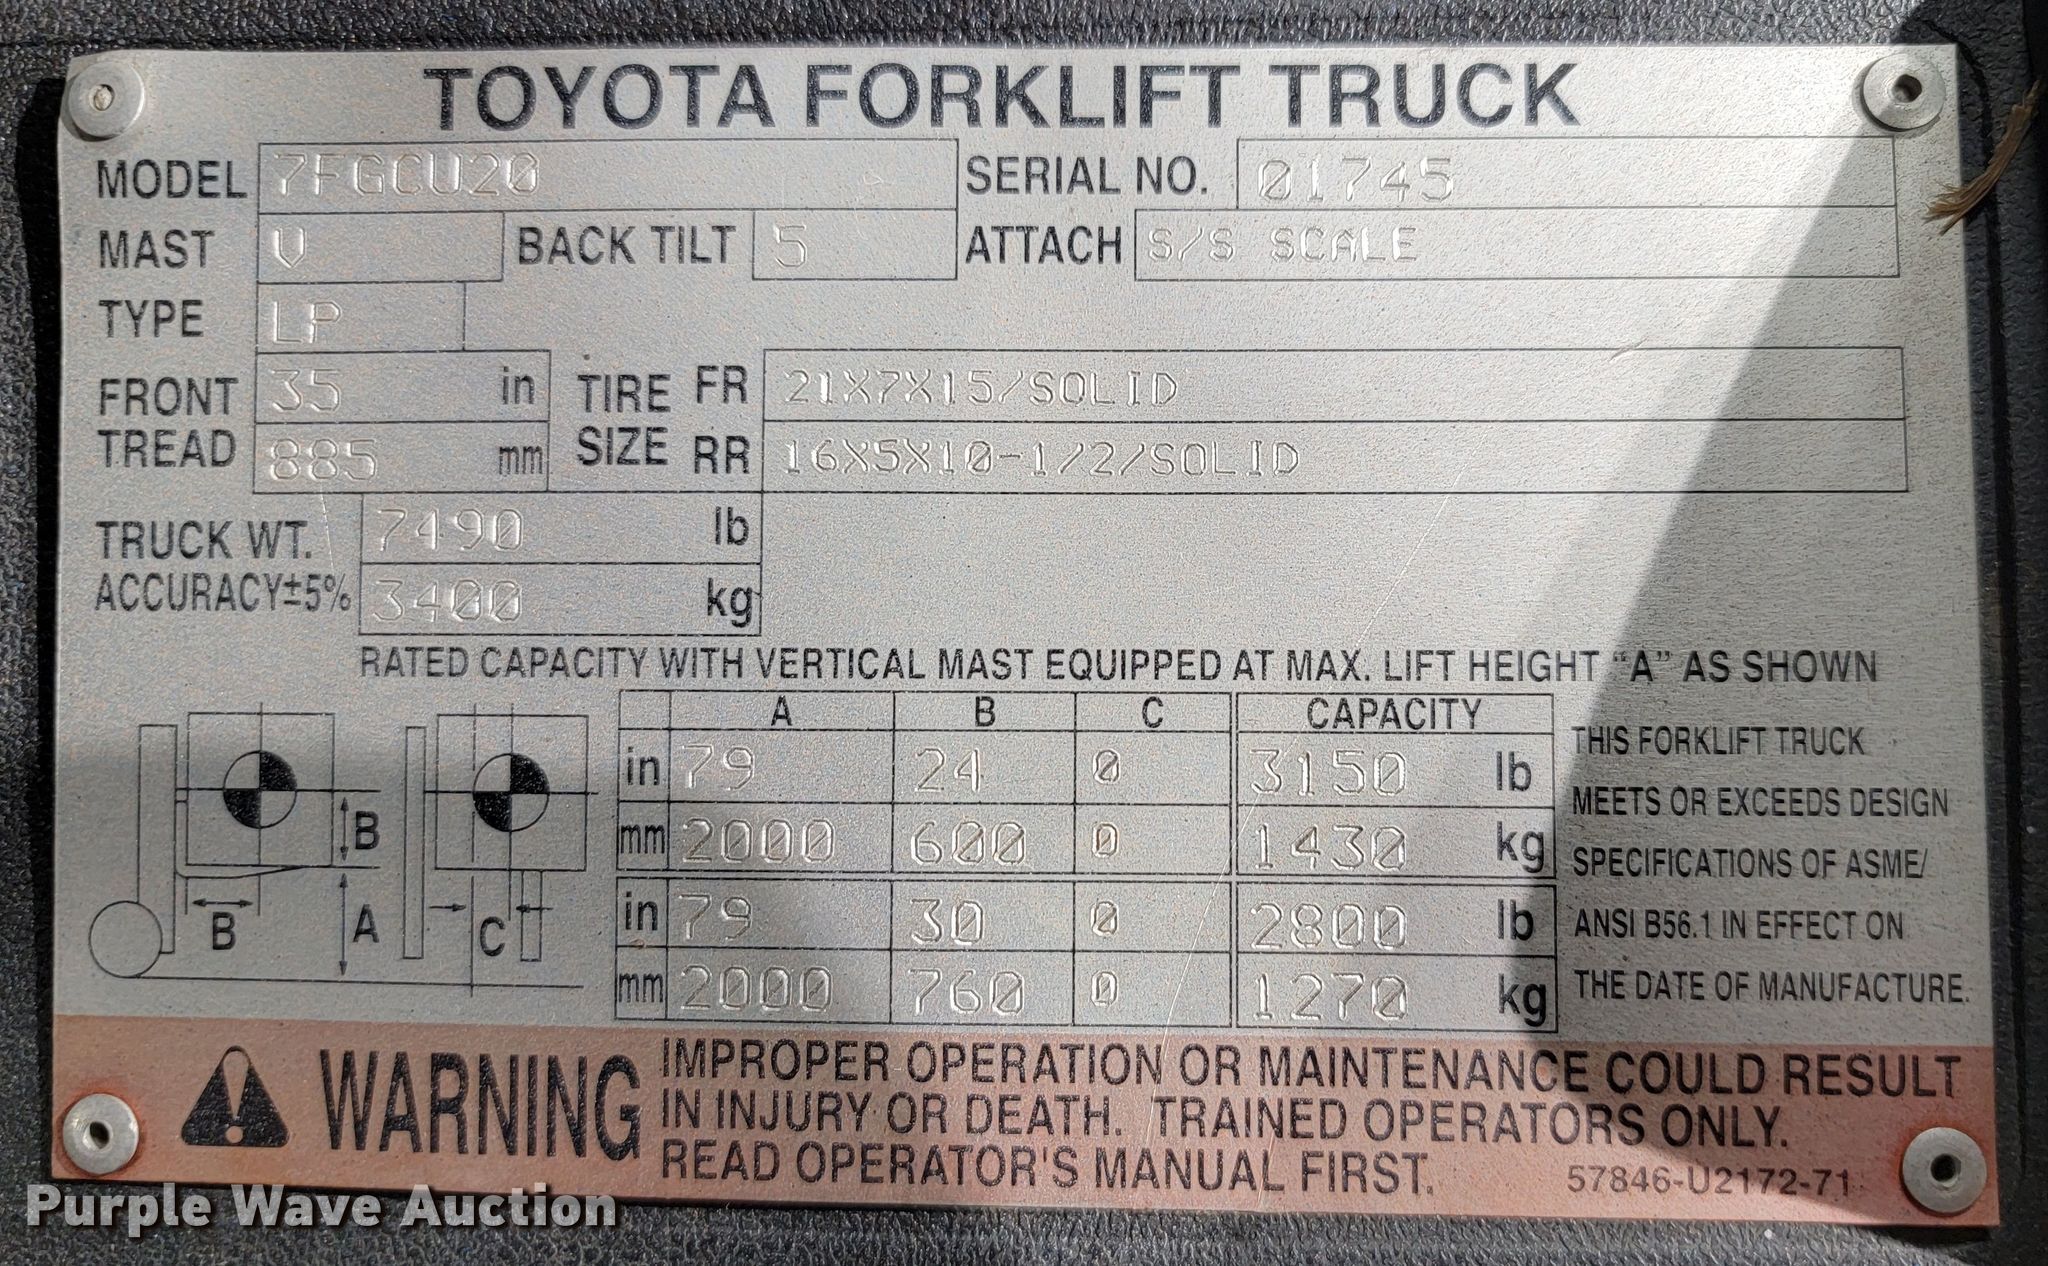 TOYOTA FORKLIFT TRUCK
MODEL 7FGCU20 SERIAL NO. 01745
MAST V BACK TILT 5 ATTACH S/S SCALE
TYPE LP
FRONT TREAD 35 in TIRE SIZE FR 21X7X15/SOLID
885 mm RR 16X5X10-1/2/SOLID
TRUCK WT. 7490 lb
ACCURACY±5% 3400 kg
RATED CAPACITY WITH VERTICAL MAST EQUIPPED AT MAX. LIFT HEIGHT "A" AS SHOWN
A B C CAPACITY
in 79 24 0 3150 lb
mm 2000 600 0 1430 kg
in 79 30 0 2800 lb
mm 2000 760 0 1270 kg
B
B A C
THIS FORKLIFT TRUCK
MEETS OR EXCEEDS DESIGN
SPECIFICATIONS OF ASME/
ANSI B56.1 IN EFFECT ON
THE DATE OF MANUFACTURE.
WARNING
IMPROPER OPERATION OR MAINTENANCE COULD RESULT
IN INJURY OR DEATH. TRAINED OPERATORS ONLY.
READ OPERATOR'S MANUAL FIRST.
57846-U2172-71
Purple Wave Auction